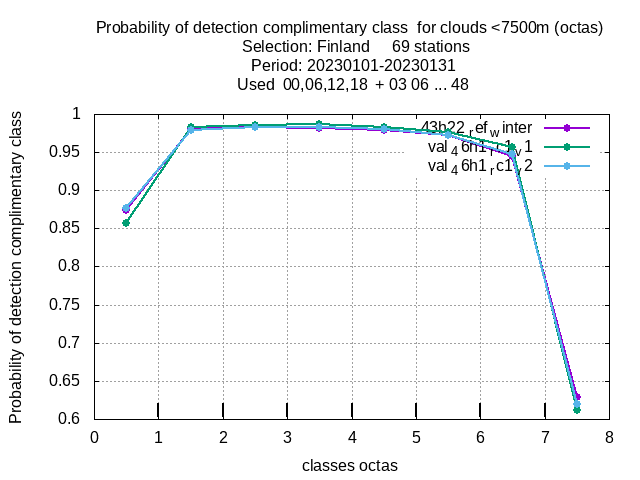 Probability of detection complimentary class for clouds <7500m (octas)
Selection: Finland 69 stations
Period: 20230101-20230131
Used 00,06,12,18 + 03 06 ... 48
Probability of detection complimentary class
1
0.95
0.9
0.85
0.8
0.75
0.7
0.65
0.6
43h22refwinter
val46h1rc1v1
val46h1rc1v2
0 1 2 3 4 5 6 7 8
classes octas